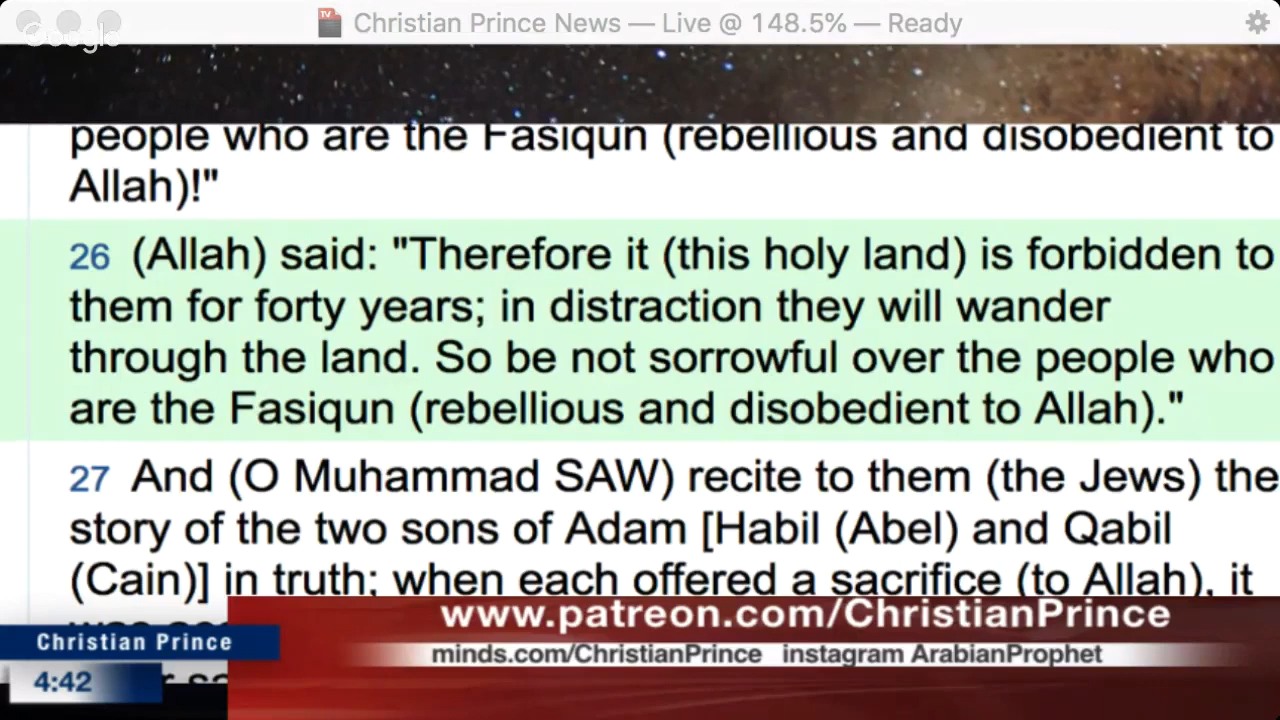 Christian Prince News — Live @ 148.5% — Ready
Google
people who are the Fasiqun (rebellious and disobedient to
Allah)!"
26 (Allah) said: "Therefore it (this holy land) is forbidden to
them for forty years; in distraction they will wander
through the land. So be not sorrowful over the people who
are the Fasiqun (rebellious and disobedient to Allah)."
27 And (O Muhammad SAW) recite to them (the Jews) the
story of the two sons of Adam [Habil (Abel) and Qabil
(Cain)] in truth; when each offered a sacrifice (to Allah), it
www.patreon.com/ChristianPrince
Christian Prince
minds.com/ChristianPrince instagram ArabianProphet
4:42